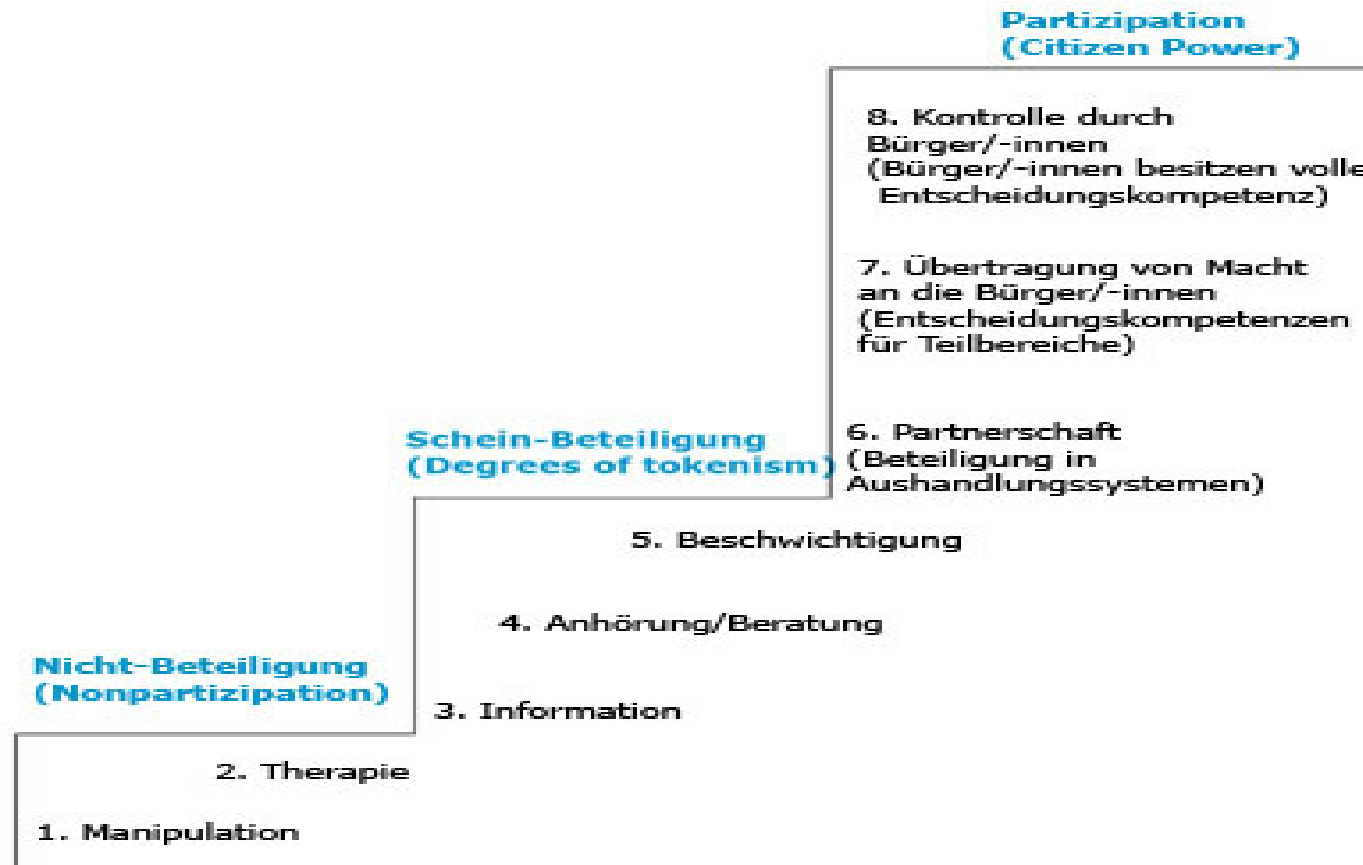 Partizipation
(Citizen Power)
8. Kontrolle durch
Bürger/-innen
(Bürger/-innen besitzen volle
Entscheidungskompetenz)
7. Übertragung von Macht
an die Bürger/-innen
(Entscheidungskompetenzen
für Teilbereiche)
Schein-Beteiligung
(Degrees of tokenism)
6. Partnerschaft
(Beteiligung in
Aushandlungssystemen)
5. Beschwichtigung
4. Anhörung/Beratung
Nicht-Beteiligung
(Nonpartizipation)
3. Information
2. Therapie
1. Manipulation